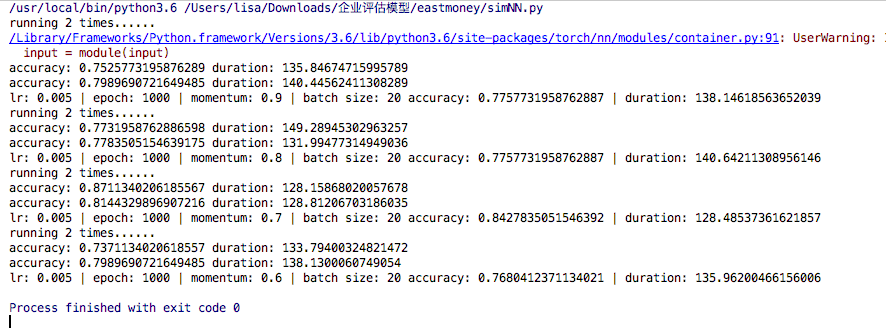 /usr/local/bin/python3.6 /Users/lisa/Downloads/企业评估模型/eastmoney/simNN.py
running 2 times......
/Library/Frameworks/Python.framework/Versions/3.6/lib/python3.6/site-packages/torch/nn/modules/container.py:91: UserWarning:
input = module(input)
accuracy: 0.7525773195876289 duration: 135.84674715995789
accuracy: 0.7989690721649485 duration: 140.44562411308289
lr: 0.005 | epoch: 1000 | momentum: 0.9 | batch size: 20 accuracy: 0.7757731958762887 | duration: 138.14618563652039
running 2 times......
accuracy: 0.7731958762886598 duration: 149.28945302963257
accuracy: 0.7783505154639175 duration: 131.99477314949036
lr: 0.005 | epoch: 1000 | momentum: 0.8 | batch size: 20 accuracy: 0.7757731958762887 | duration: 140.64211308956146
running 2 times......
accuracy: 0.8711340206185567 duration: 128.15868020057678
accuracy: 0.8144329896907216 duration: 128.81206703186035
lr: 0.005 | epoch: 1000 | momentum: 0.7 | batch size: 20 accuracy: 0.8427835051546392 | duration: 128.48537361621857
running 2 times......
accuracy: 0.7371134020618557 duration: 133.79400324821472
accuracy: 0.7989690721649485 duration: 138.1300060749054
lr: 0.005 | epoch: 1000 | momentum: 0.6 | batch size: 20 accuracy: 0.7680412371134021 | duration: 135.96200466156006
Process finished with exit code 0